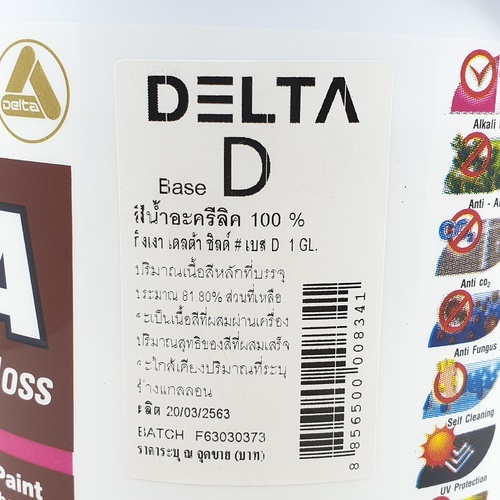 Delta
DELTA
Base D
สีน้ำอะครีลิค 100 %
กึ่งเงา เดลต้า ชิลด์ # เบส D 1 GL.
ปริมาณเนื้อสีหลักที่บรรจุ
ประมาณ 81.80% ส่วนที่เหลือ
จะเป็นเนื้อสีที่ผสมผ่านเครื่อง
ปริมาณสุทธิของสีที่ผสมเสร็จ
จะใกล้เคียงปริมาณที่ระบุ
ข้างแกลลอน
ผลิต 20/03/2563
BATCH F63030373
ราคาระบุ ณ จุดขาย (บาท)
8 856500 008341
A
loss
Paint
Alkali
Anti - Al
CO2
Anti co2
Anti Fungus
Self Cleaning
UV Protection